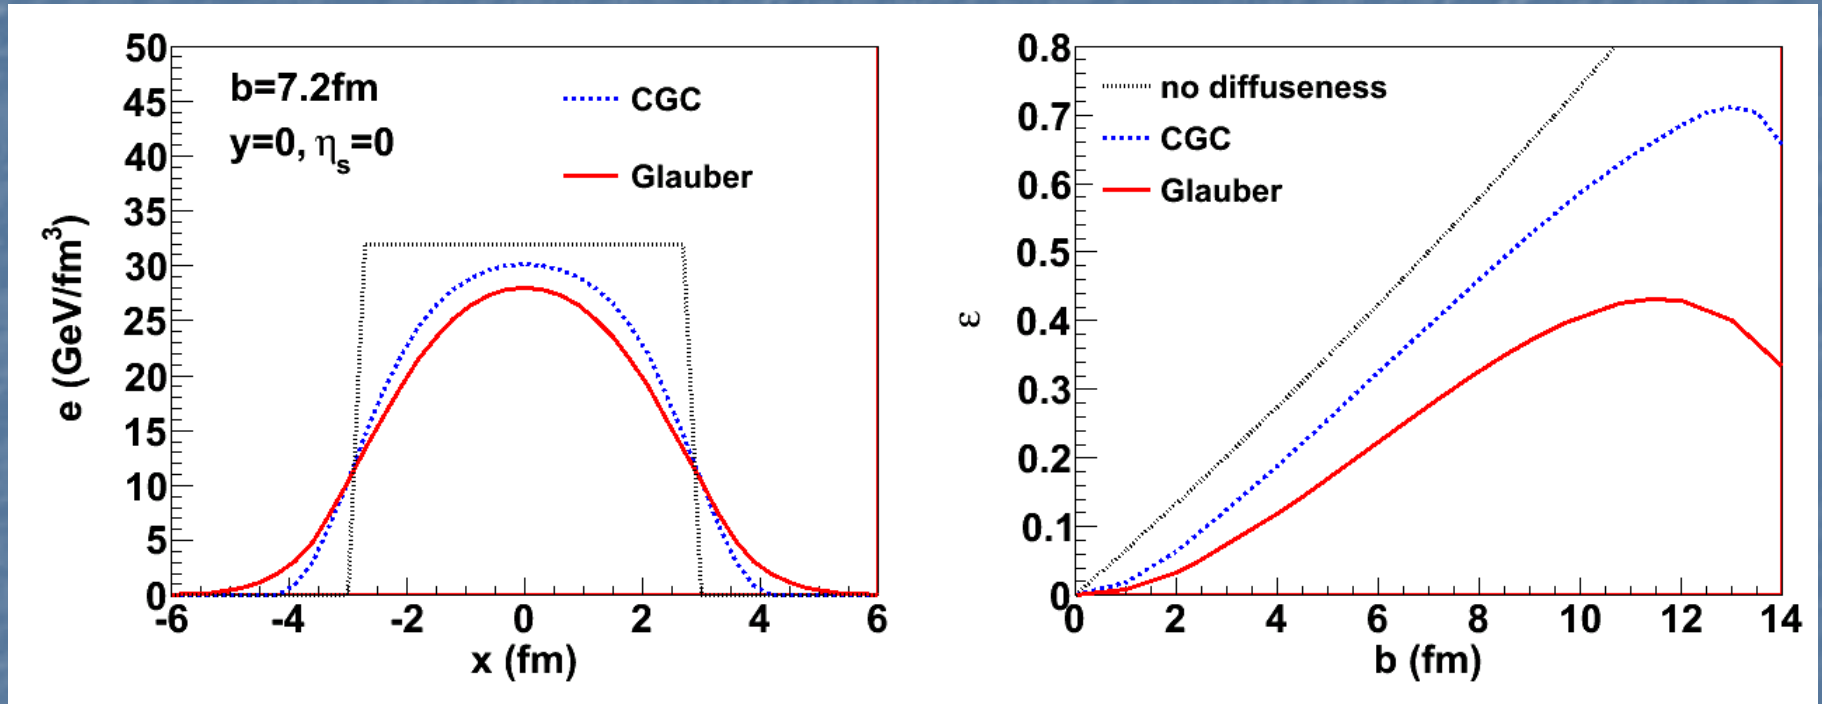 50
45
40
35
30
25
20
15
10
5
0
b=7.2fm
y=0, ηs=0
CGC
Glauber
e (GeV/fm³)
-6 -4 -2 0 2 4 6
x (fm)
0.8
0.7
0.6
0.5
0.4
0.3
0.2
0.1
0
no diffuseness
CGC
Glauber
ε
0 2 4 6 8 10 12 14
b (fm)